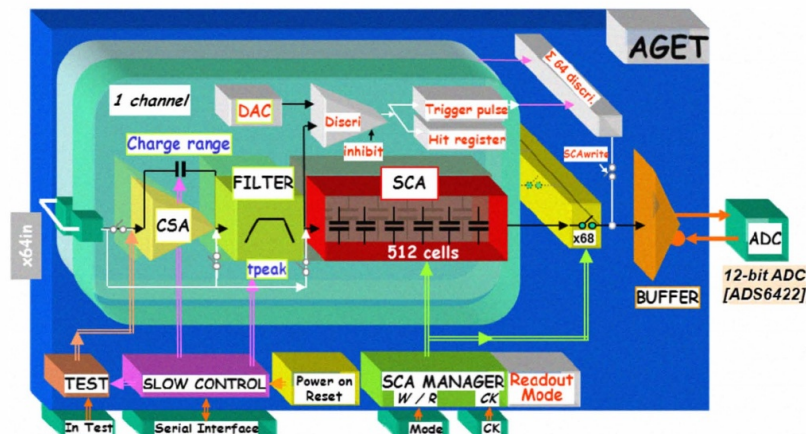 AGET
Σ 64 discri.
1 channel
DAC
Discri
Trigger pulse
Hit register
inhibit
SCAwrite
Charge range
FILTER
SCA
CSA
512 cells
tpeak
x64in
x68
BUFFER
ADC
12-bit ADC
[ADS6422]
TEST
SLOW CONTROL
Power on
Reset
SCA MANAGER
W / R
CK
Readout
Mode
In Test
Serial Interface
Mode
CK